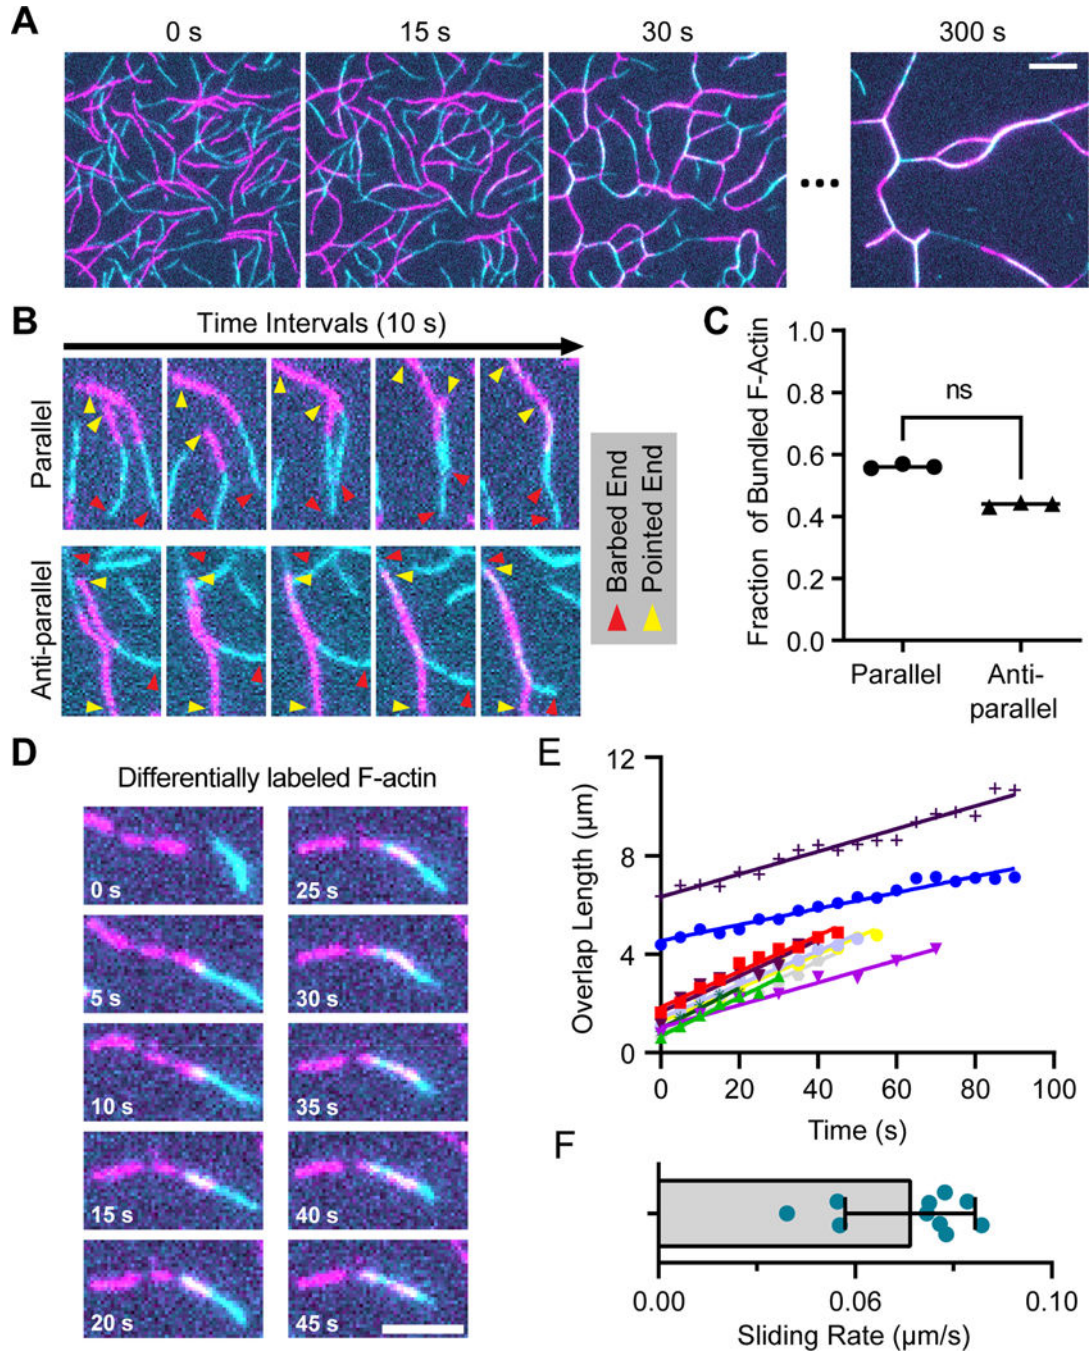 A
0 s 15 s 30 s 300 s
...
B
Time Intervals (10 s)
Parallel
Anti-parallel
Barbed End
Pointed End
C
Fraction of Bundled F-Actin
1.0
0.8
0.6
0.4
0.2
0.0
ns
Parallel
Anti-
parallel
D
Differentially labeled F-actin
0 s
5 s
10 s
15 s
20 s
25 s
30 s
35 s
40 s
45 s
E
Overlap Length (μm)
12
8
4
0
0 20 40 60 80 100
Time (s)
F
0.00 0.06 0.10
Sliding Rate (μm/s)